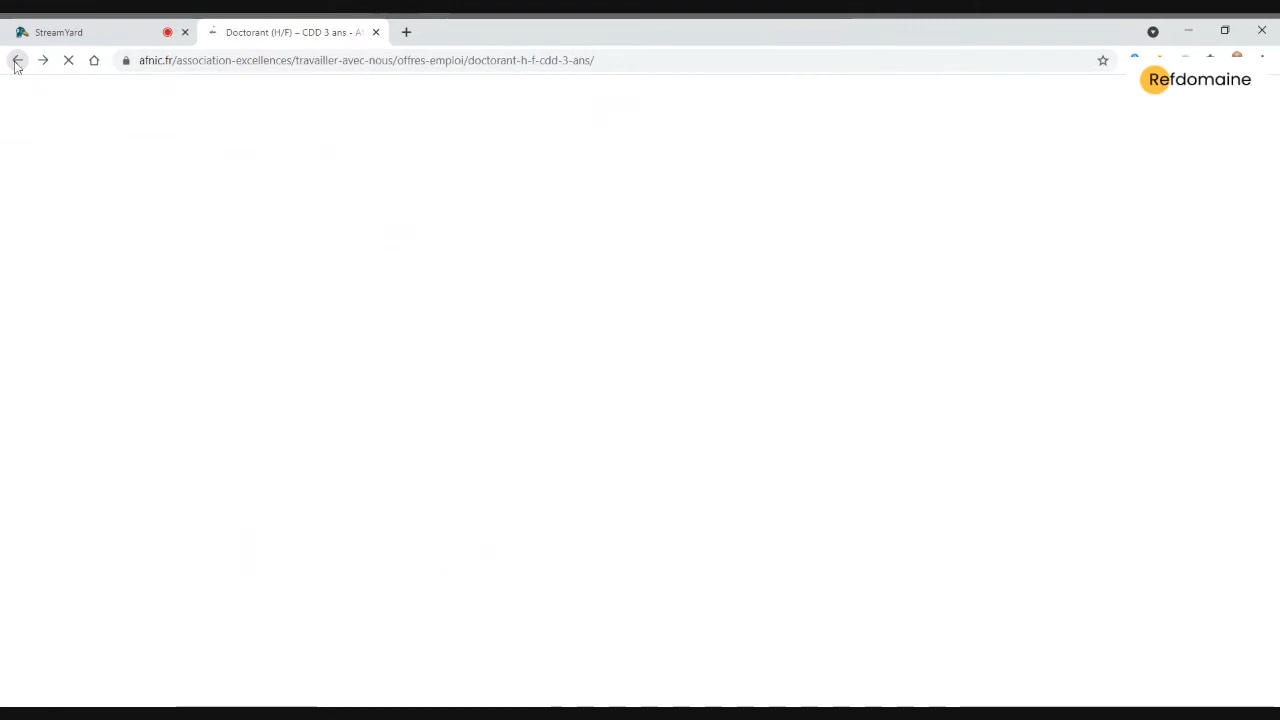 StreamYard
Doctorant (H/F) – CDD 3 ans - A
afnic.fr/association-excellences/travailler-avec-nous/offres-emploi/doctorant-h-f-cdd-3-ans/
Refdomaine